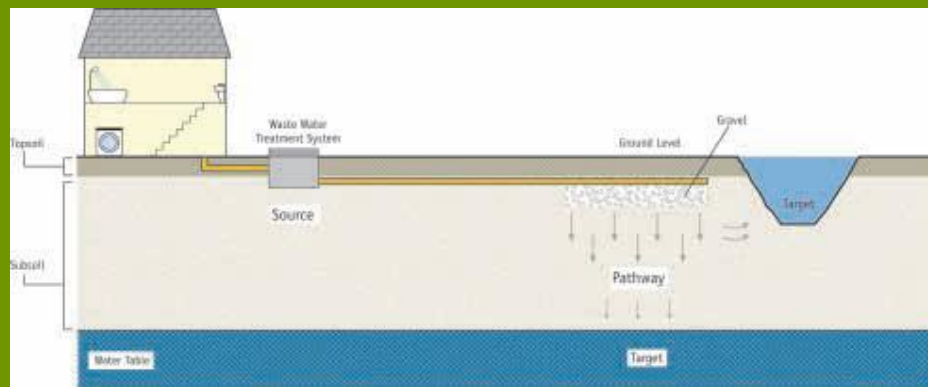 Waste Water
Treatment System
Gravel
Ground Level
Topsoil
Target
Source
Subsoil
Pathway
Water Table
Target